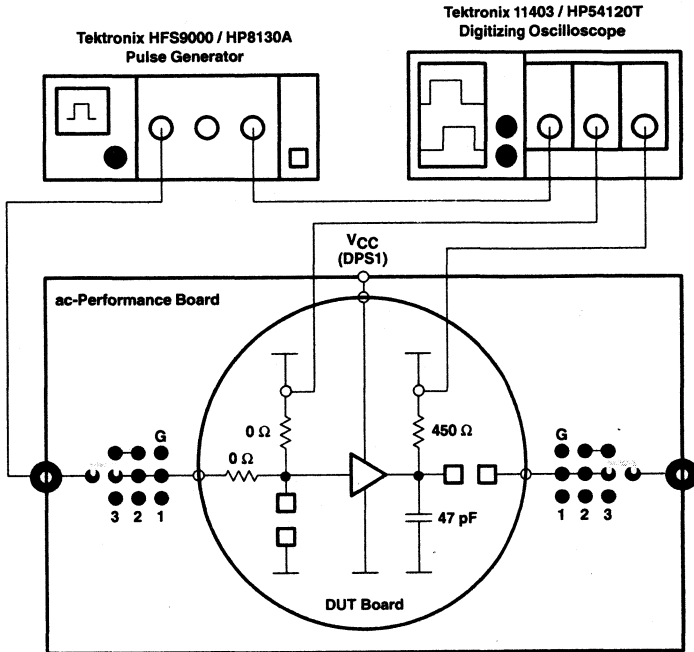 Tektronix HFS9000 / HP8130A
Pulse Generator
Tektronix 11403 / HP54120T
Digitizing Oscilloscope
VCC
(DPS1)
ac-Performance Board
0 Ω
450 Ω
0 Ω
G
G
3 2 1
1 2 3
47 pF
DUT Board